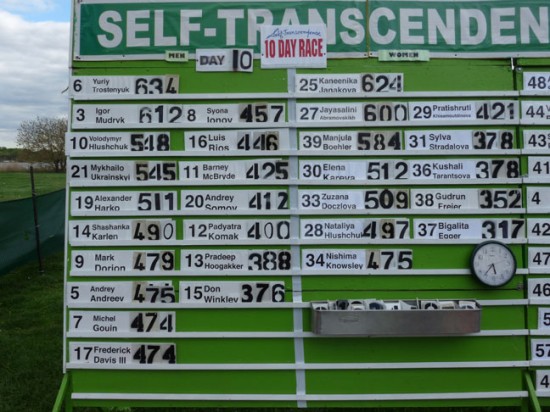 SELF-TRANSCENDEN
10 DAY RACE
MEN
DAY 10
WOMEN
6 Yuriy Trostenyuk 634
25 Kaneenika Janakova 624
3 Igor Mudryk 612
8 Syona Jonov 457
27 Jayasalini Abramovskikh 600
29 Pratishruti 421
10 Volodymyr Hlushchuk 548
16 Luis Rios 446
39 Manjula Boehler 584
31 Sylva Stradalova 378
21 Mykhailo Ukrainskyi 545
11 Barney McBryde 425
30 Elena Kareva 512
36 Kushali Tarantsova 378
19 Alexander Harko 511
20 Andrey Somov 412
33 Zuzana Doczlova 509
38 Gudrun Freier 352
14 Shashanka Karlen 490
12 Padyatra Komak 400
28 Nataliya Hlushchuk 497
37 Bigalita Egger 317
9 Mark Dorion 479
13 Pradeep Hoogakker 388
34 Nishima Knowsley 475
5 Andrey Andreev 475
15 Don Winkley 376
7 Michel Gouin 474
17 Frederick Davis III 474